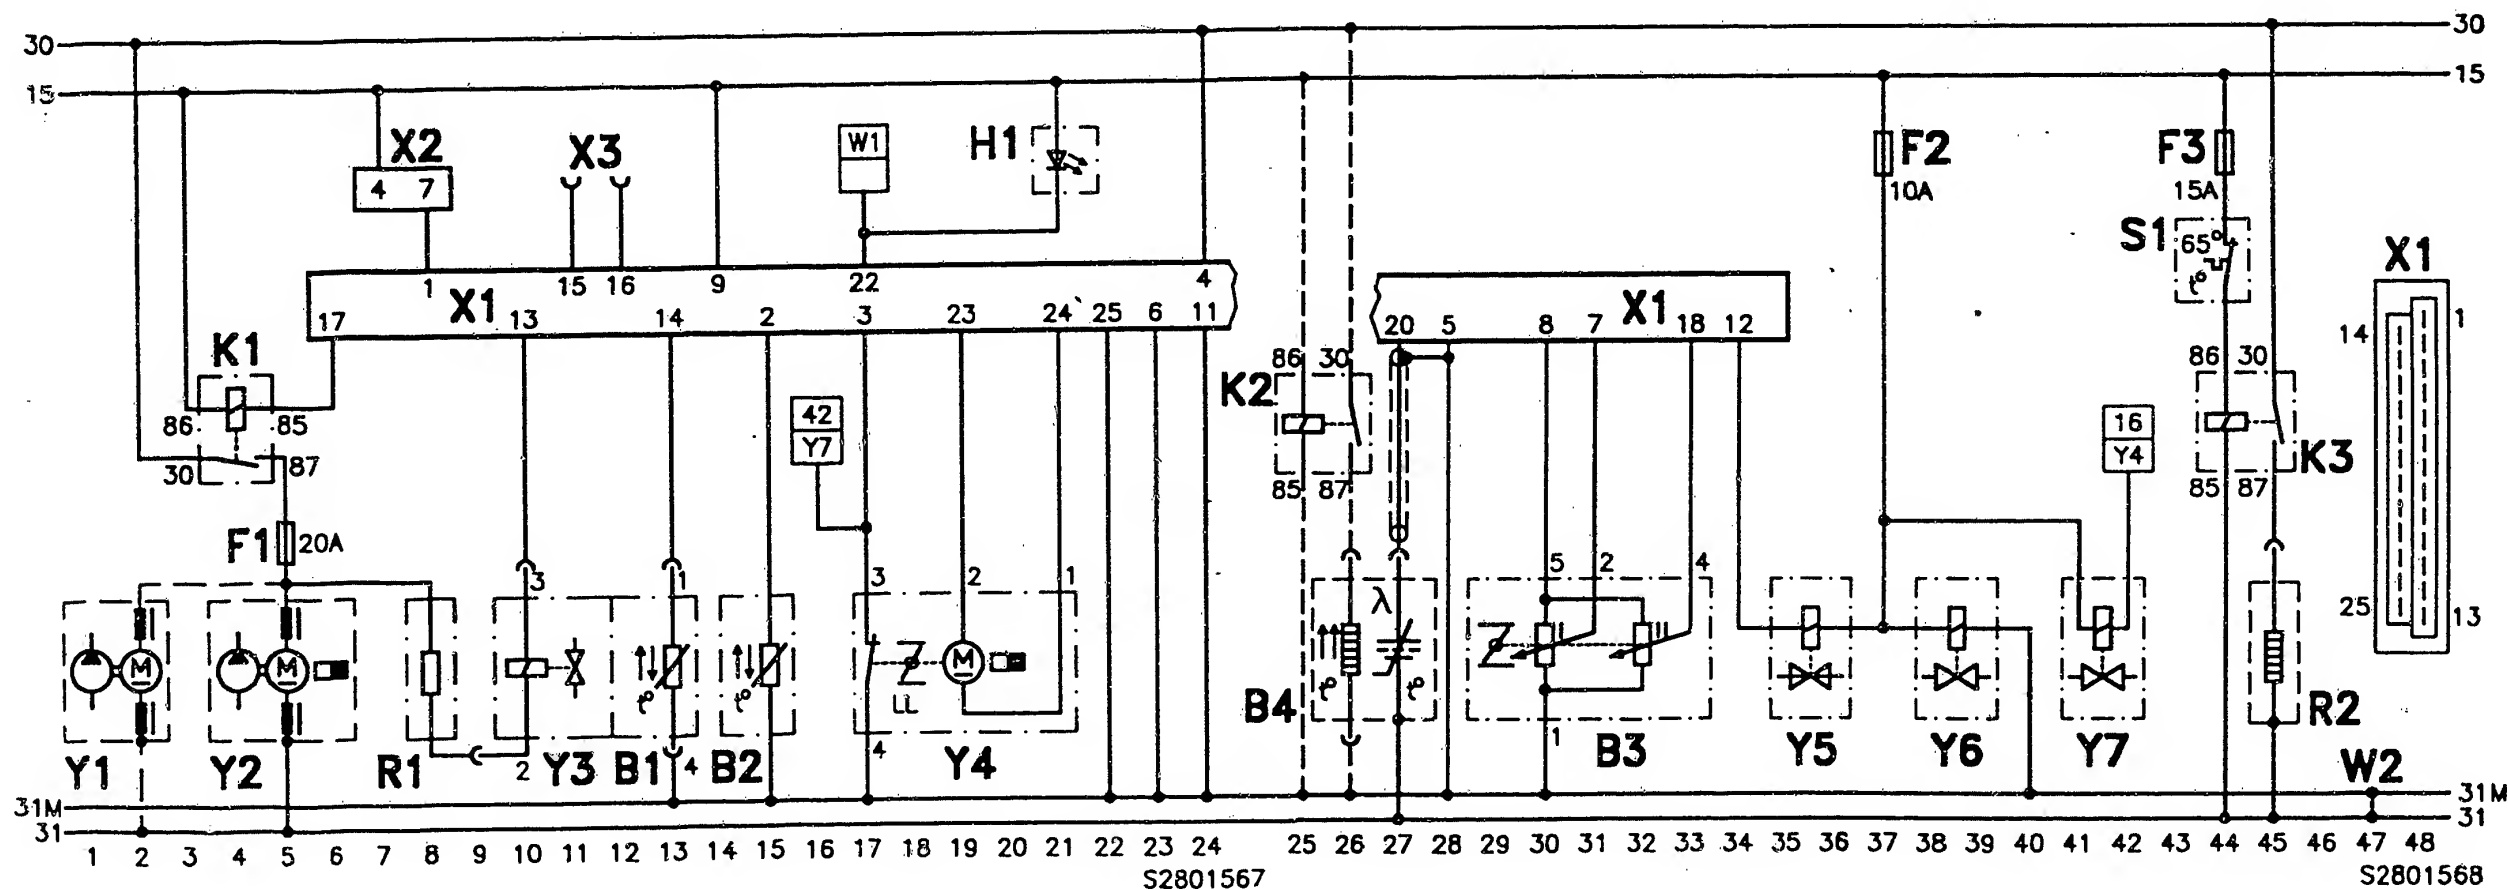 30 30
15 15
X2 X3 W1 H1 F2 F3
4 7 10A 15A
S1 65° t° X1
1 15 16 9 22 4
17 X1 13 14 2 3 23 24 25 6 11
20 5 8 7 X1 18 12
14 1
K1 86 30 86 30
K2
86 85 42 16
Y7 Y4
30 87 85 87 85 87 K3
F1 20A
3 1 3 2 1 5 2 4
λ 25 13
M M t° t° LL M t° t°
B4 R2
Y1 Y2 R1 2 Y3 B1 4 B2 4 Y4 1 B3 Y5 Y6 Y7 W2
31M 31M
31 31
1 2 3 4 5 6 7 8 9 10 11 12 13 14 15 16 17 18 19 20 21 22 23 24 25 26 27 28 29 30 31 32 33 34 35 36 37 38 39 40 41 42 43 44 45 46 47 48
S2801567 S2801568